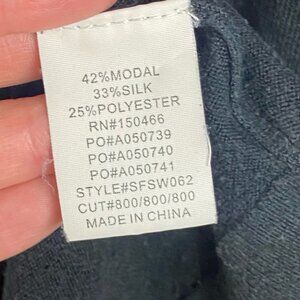 42%MODAL
33%SILK
25%POLYESTER
RN#150466
PO#A050739
PO#A050740
PO#A050741
STYLE#SFSW062
CUT#800/800/800
MADE IN CHINA